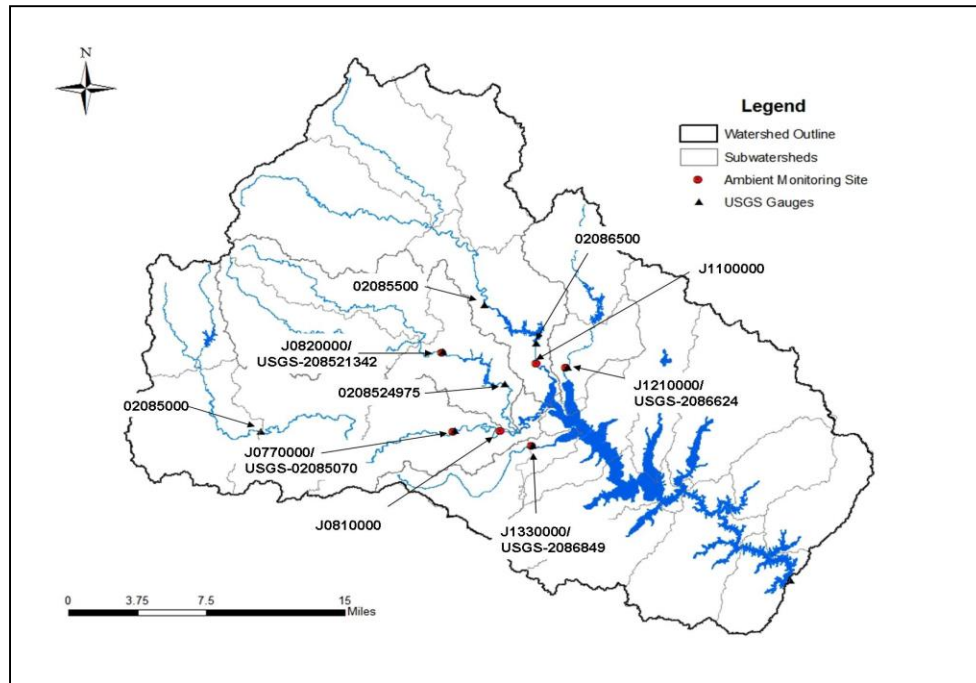 N
Legend
Watershed Outline
Subwatersheds
Ambient Monitoring Site
USGS Gauges
02086500
J1100000
02085500
J0820000/
USGS-208521342
0208524975
J1210000/
USGS-2086624
02085000
J0770000/
USGS-02085070
J0810000
J1330000/
USGS-2086849
0 3.75 7.5 15
Miles